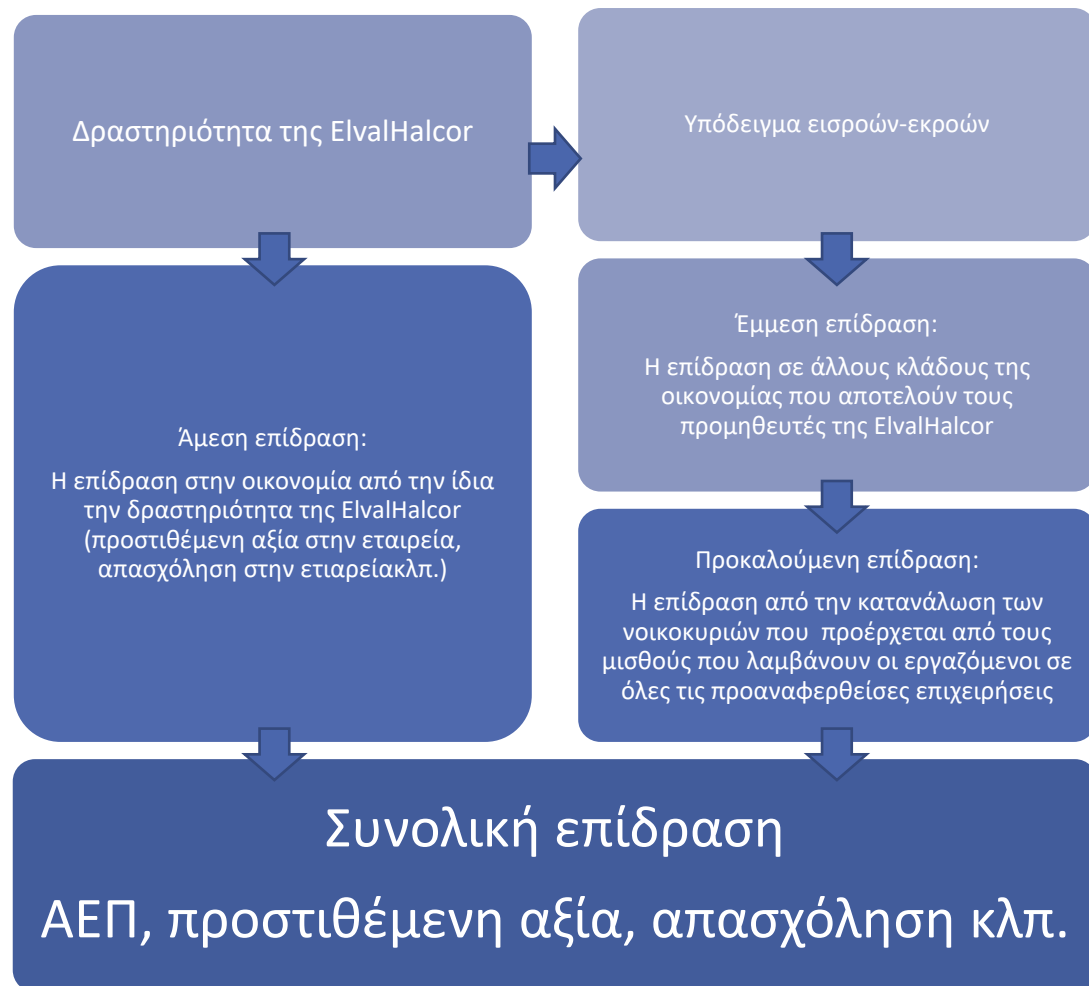 Δραστηριότητα της ElvalHalcor
Υπόδειγμα εισροών-εκροών
Άμεση επίδραση:
Η επίδραση στην οικονομία από την ίδια
την δραστηριότητα της ElvalHalcor
(προστιθέμενη αξία στην εταιρεία,
απασχόληση στην ετιαρείακλπ.)
Έμμεση επίδραση:
Η επίδραση σε άλλους κλάδους της
οικονομίας που αποτελούν τους
προμηθευτές της ElvalHalcor
Προκαλούμενη επίδραση:
Η επίδραση από την κατανάλωση των
νοικοκυριών που προέρχεται από τους
μισθούς που λαμβάνουν οι εργαζόμενοι σε
όλες τις προαναφερθείσες επιχειρήσεις
Συνολική επίδραση
ΑΕΠ, προστιθέμενη αξία, απασχόληση κλπ.